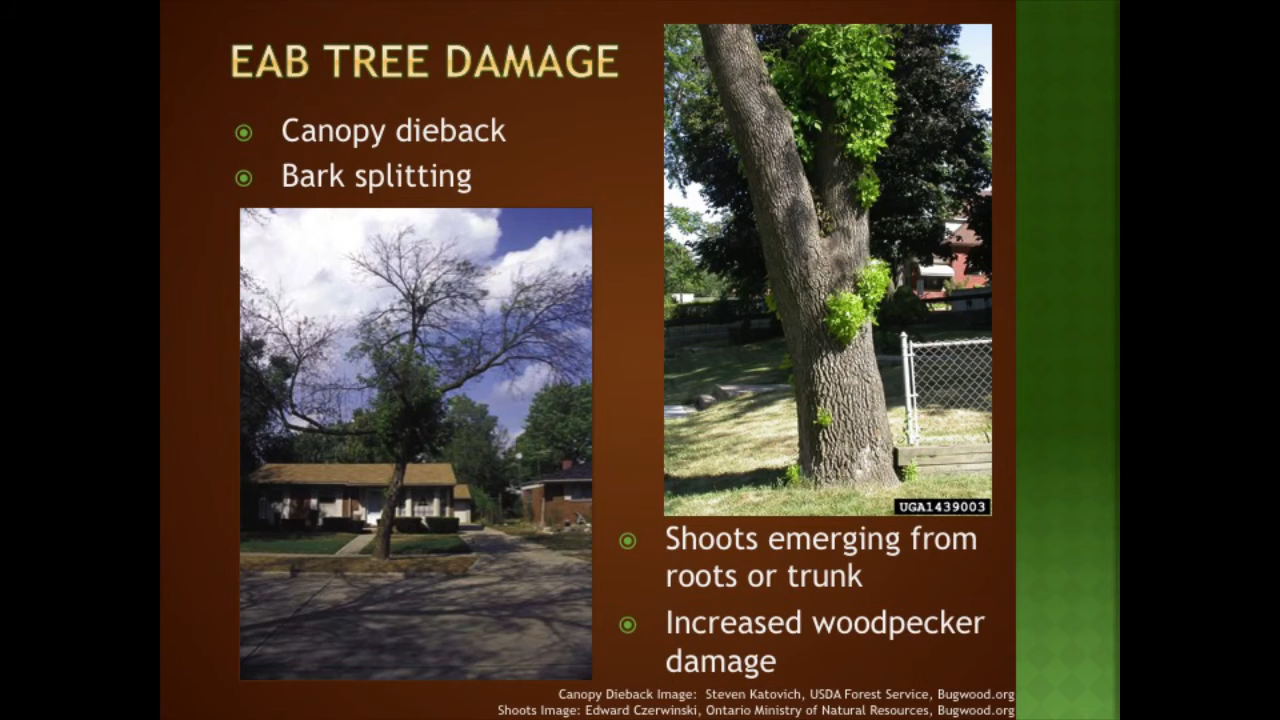 EAB TREE DAMAGE
Canopy dieback
Bark splitting
UGA1439003
Shoots emerging from
roots or trunk
Increased woodpecker
damage
Canopy Dieback Image: Steven Katovich, USDA Forest Service, Bugwood.org
Shoots Image: Edward Czerwinski, Ontario Ministry of Natural Resources, Bugwood.org